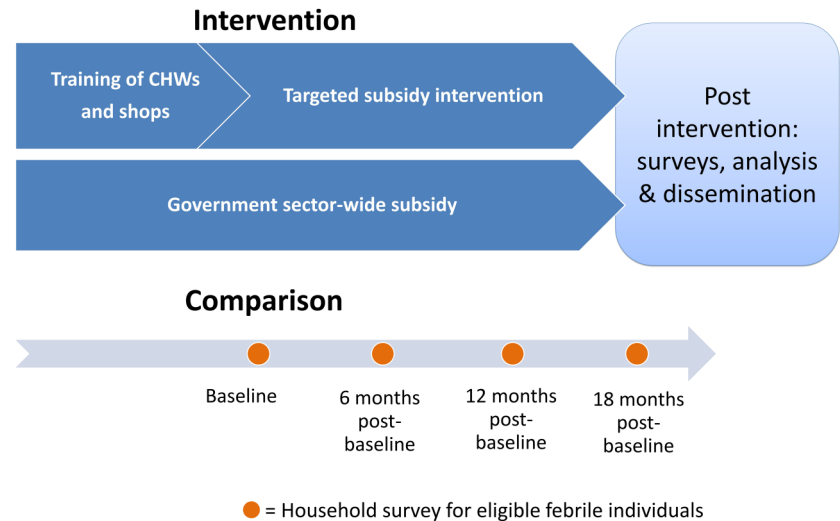 Intervention
Training of CHWs
and shops
Targeted subsidy intervention
Post
intervention:
surveys, analysis
& dissemination
Government sector-wide subsidy
Comparison
Baseline
6 months
post-
baseline
12 months
post-
baseline
18 months
post-
baseline
= Household survey for eligible febrile individuals